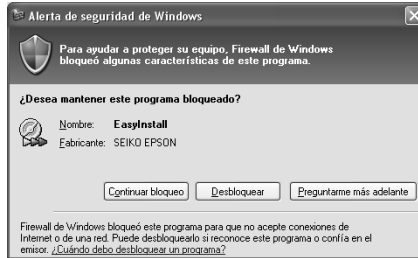 Alerta de seguridad de Windows
Para ayudar a proteger su equipo, Firewall de Windows
bloqueó algunas características de este programa.
¿Desea mantener este programa bloqueado?
Nombre: EasyInstall
Fabricante: SEIKO EPSON
Continuar bloqueo Desbloquear Preguntarme más adelante
Firewall de Windows bloqueó este programa para que no acepte conexiones de
Internet o de una red. Puede desbloquearlo si reconoce este programa o confía en el
emisor. ¿Cuándo debo desbloquear un programa?